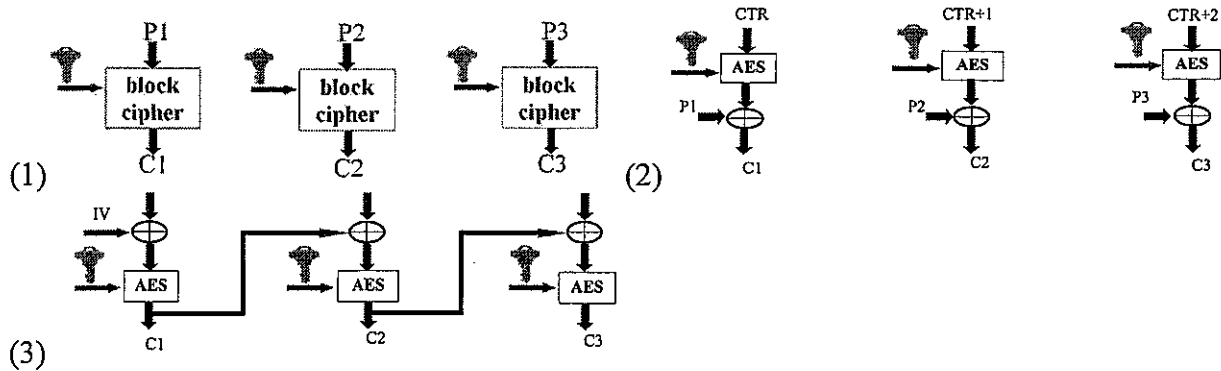 P1 P2 P3
block cipher block cipher block cipher
(1) C1 C2 C3
CTR CTR+1 CTR+2
AES AES AES
P1 P2 P3
(2) C1 C2 C3
IV
AES AES AES
(3) C1 C2 C3